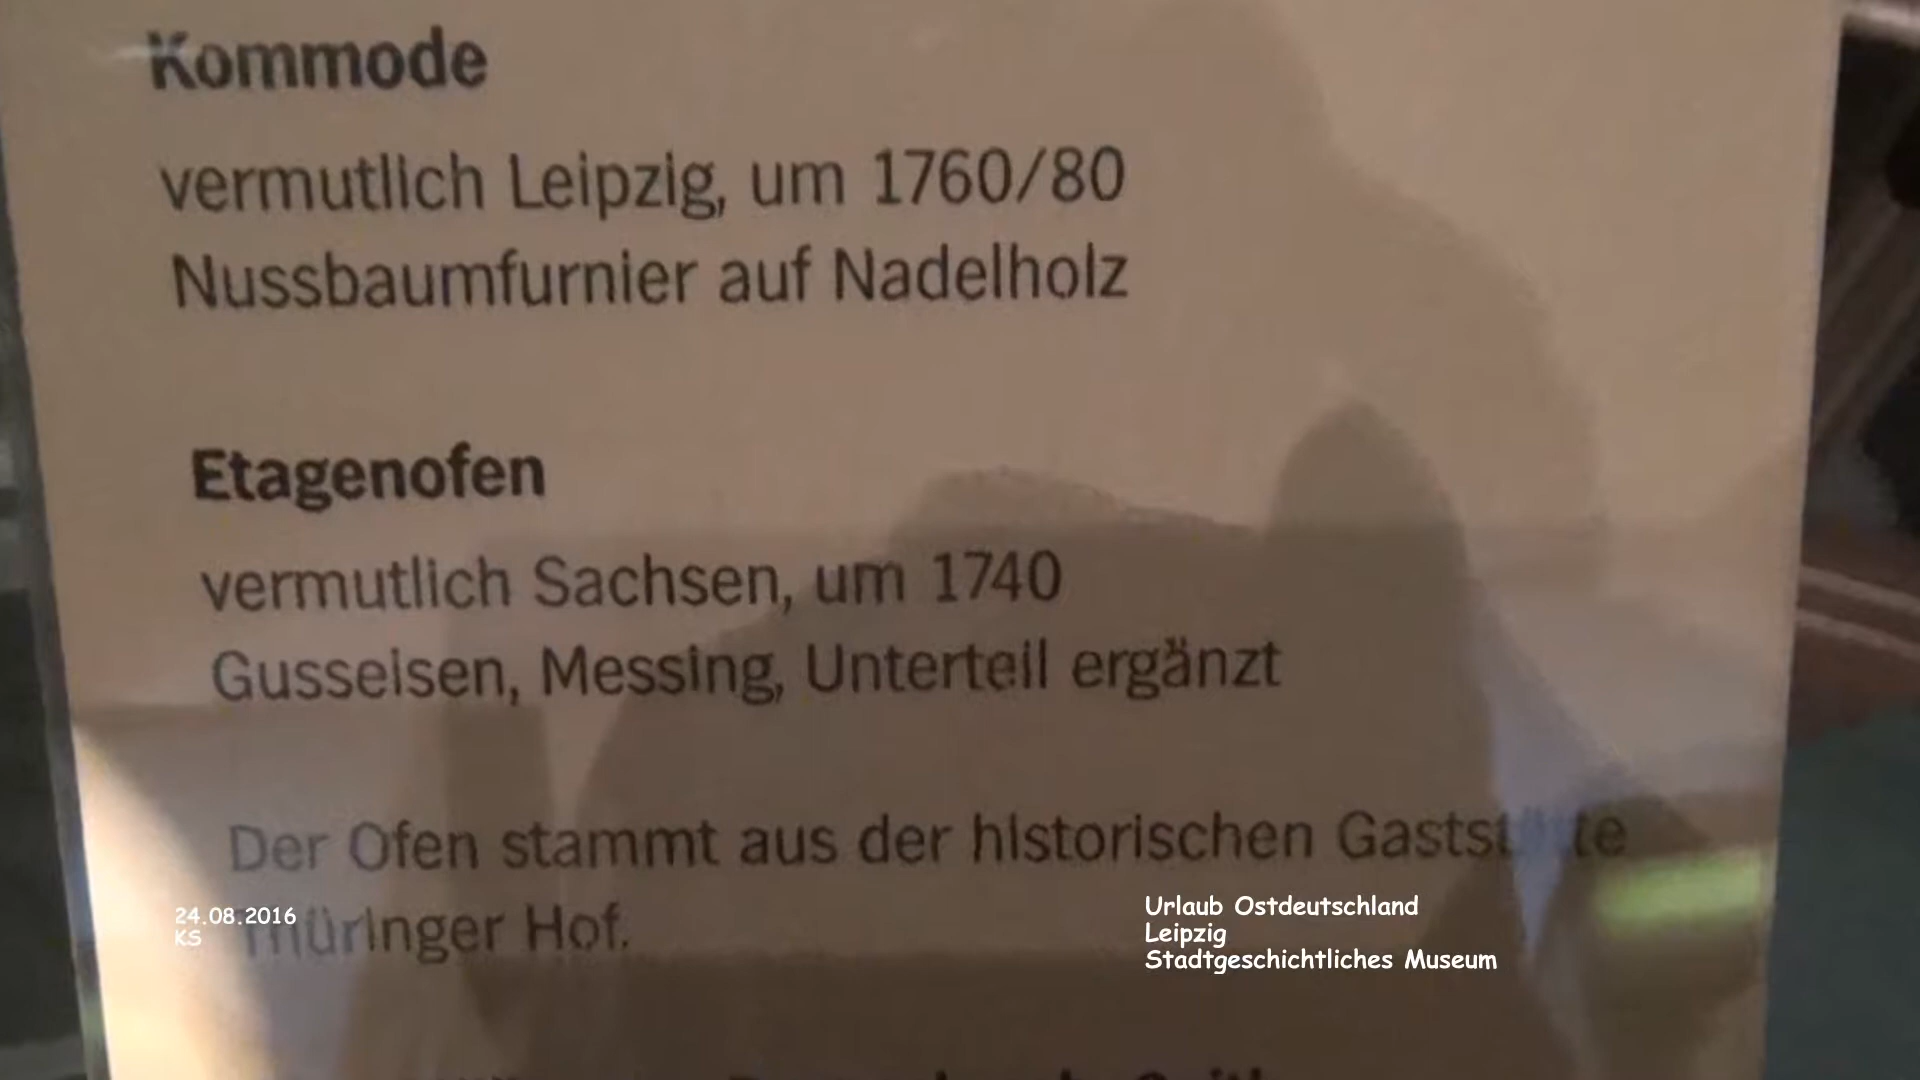 Kommode
vermutlich Leipzig, um 1760/80
Nussbaumfurnier auf Nadelholz
Etagenofen
vermutlich Sachsen, um 1740
Gusseisen, Messing, Unterteil ergänzt
Der Ofen stammt aus der historischen Gaststätte
Thüringer Hof.
24.08.2016
KS
Urlaub Ostdeutschland
Leipzig
Stadtgeschichtliches Museum